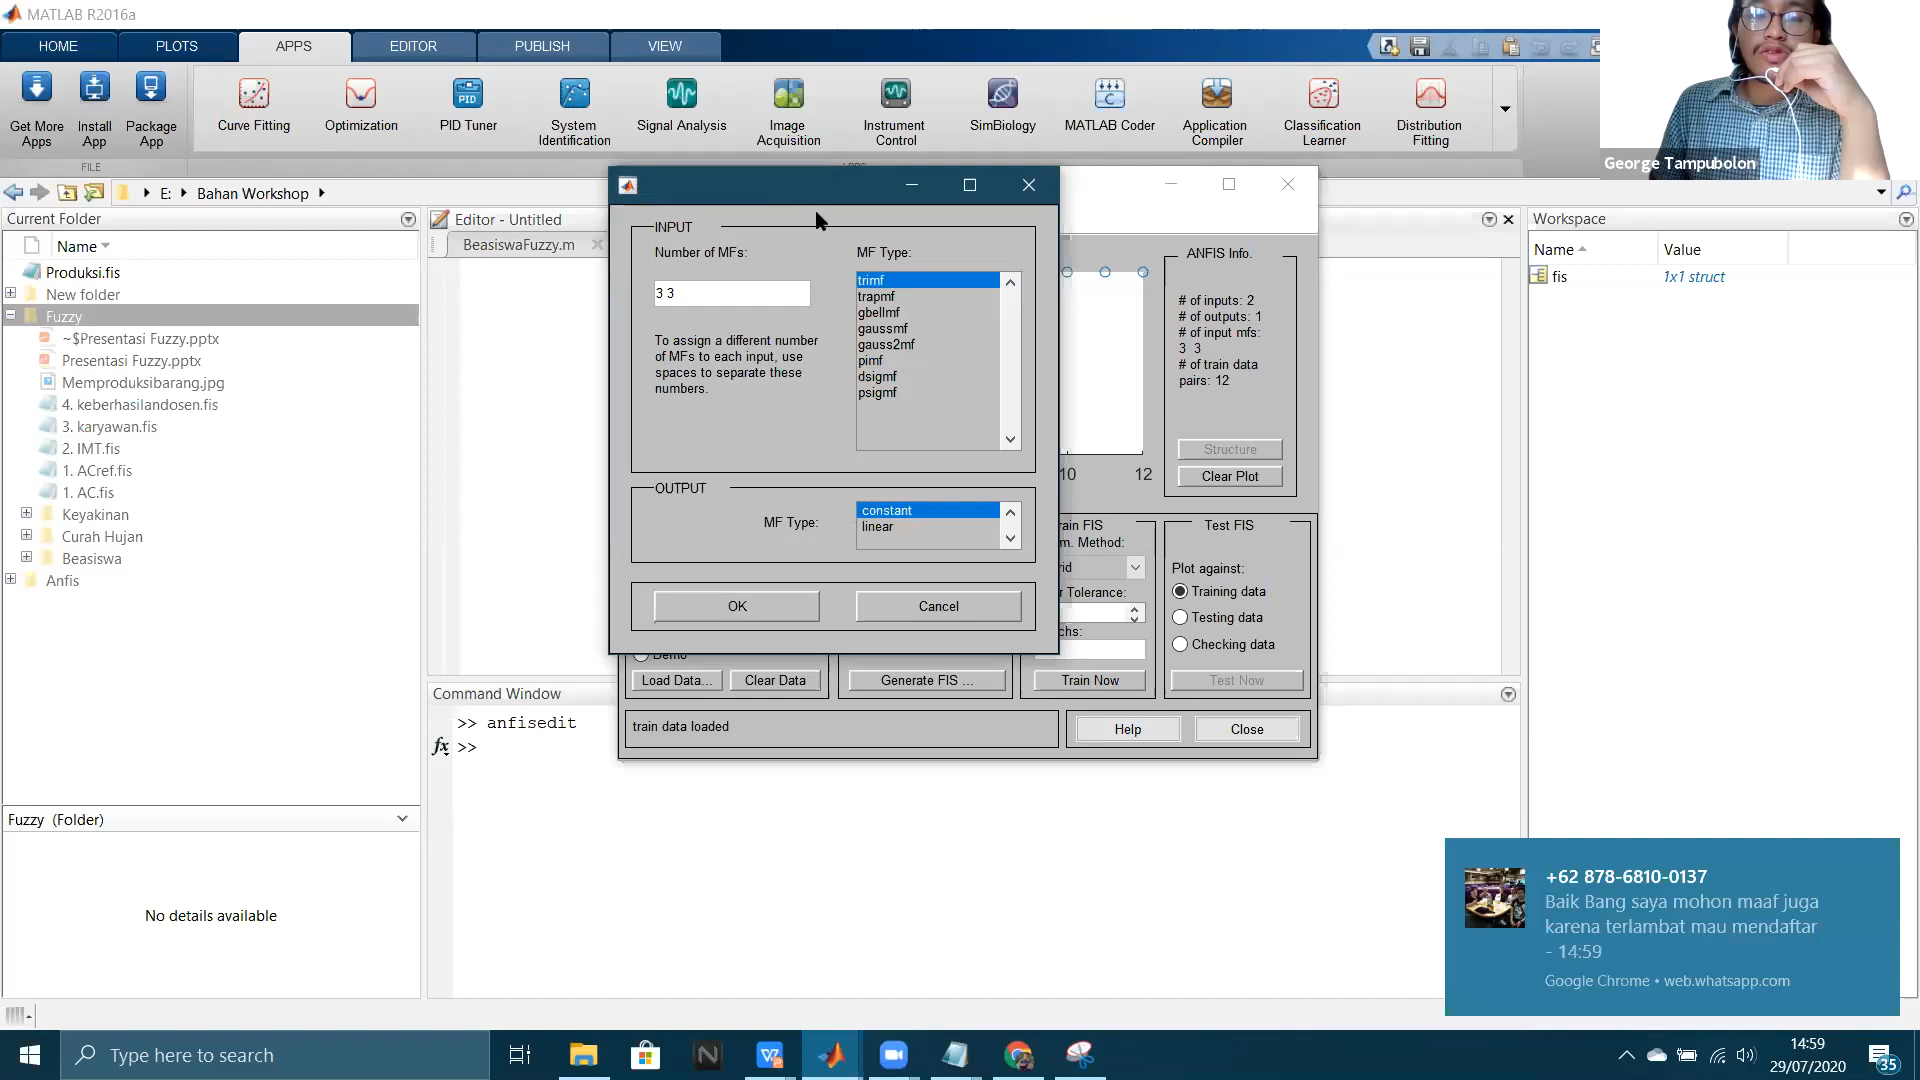 MATLAB R2016a
HOME
PLOTS
APPS
EDITOR
PUBLISH
VIEW
Get More Apps
Install App
Package App
FILE
Curve Fitting
Optimization
PID Tuner
System Identification
Signal Analysis
Image Acquisition
Instrument Control
SimBiology
MATLAB Coder
Application Compiler
Classification Learner
Distribution Fitting
George Tampubolon
E:
Bahan Workshop
Current Folder
Name
Produksi.fis
New folder
Fuzzy
~$Presentasi Fuzzy.pptx
Presentasi Fuzzy.pptx
Memproduksibarang.jpg
4. keberhasilandosen.fis
3. karyawan.fis
2. IMT.fis
1. ACref.fis
1. AC.fis
Keyakinan
Curah Hujan
Beasiswa
Anfis
Fuzzy (Folder)
No details available
Editor - Untitled
BeasiswaFuzzy.m
INPUT
Number of MFs:
3 3
To assign a different number
of MFs to each input, use
spaces to separate these
numbers.
MF Type:
trimf
trapmf
gbellmf
gaussmf
gauss2mf
pimf
dsigmf
psigmf
OUTPUT
MF Type:
constant
linear
OK
Cancel
10
12
ANFIS Info.
# of inputs: 2
# of outputs: 1
# of input mfs:
3 3
# of train data
pairs: 12
Structure
Clear Plot
Demo
Load Data...
Clear Data
Generate FIS ...
Train Now
Test FIS
Plot against:
Training data
Testing data
Checking data
Test Now
train data loaded
Help
Close
Command Window
>> anfisedit
fx >>
Workspace
Name
Value
fis
1x1 struct
+62 878-6810-0137
Baik Bang saya mohon maaf juga
karena terlambat mau mendaftar
- 14:59
Google Chrome • web.whatsapp.com
Type here to search
14:59
29/07/2020
35